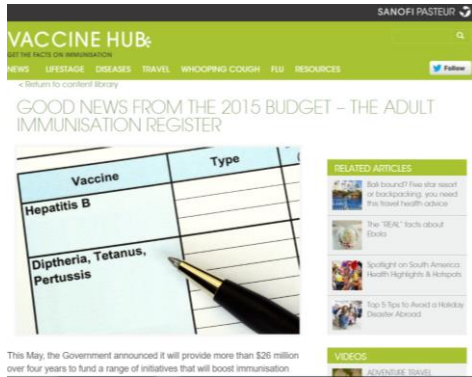 SANOFI PASTEUR
VACCINE HUB
GET THE FACTS ON IMMUNISATION
NEWS LIFESTAGE DISEASES TRAVEL WHOOPING COUGH FLU RESOURCES
Follow
< Return to content library
GOOD NEWS FROM THE 2015 BUDGET – THE ADULT
IMMUNISATION REGISTER
Vaccine
Type
Hepatitis B
Diptheria, Tetanus,
Pertussis
This May, the Government announced it will provide more than $26 million
over four years to fund a range of initiatives that will boost immunisation
RELATED ARTICLES
Bali bound? Five star resort
or backpacking, you need
this travel health advice
The "REAL" facts about
Ebola
Spotlight on South America:
Health Highlights & Hotspots
Top 5 Tips to Avoid a Holiday
Disaster Abroad
VIDEOS
ADVENTURE TRAVEL